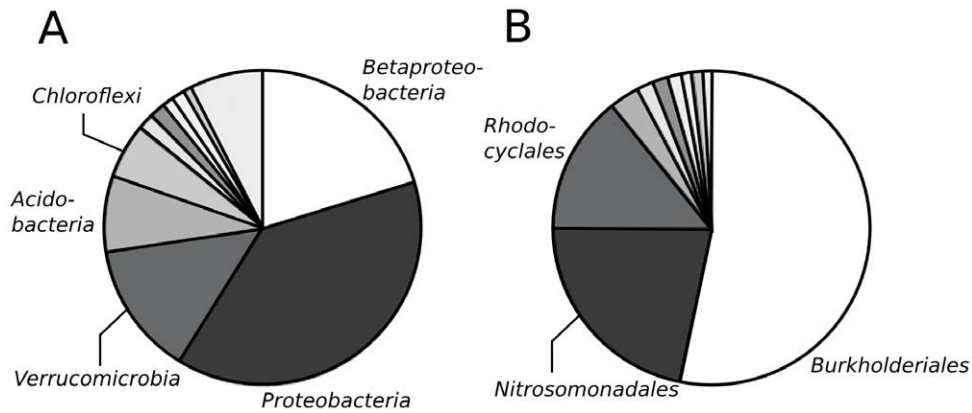 A
Betaproteo-
bacteria
Chloroflexi
Acido-
bacteria
Verrucomicrobia
Proteobacteria
B
Rhodo-
cyclales
Nitrosomonadales
Burkholderiales